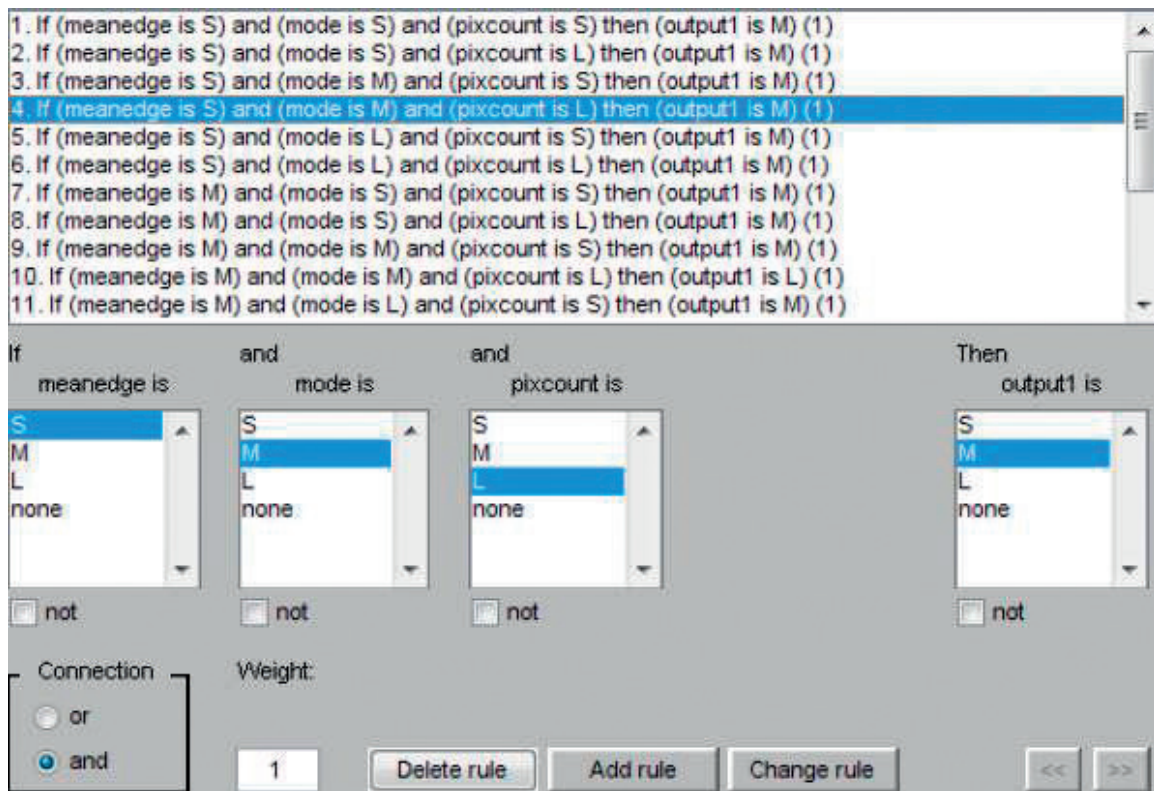 1. If (meanedge is S) and (mode is S) and (pixcount is S) then (output1 is M) (1)
2. If (meanedge is S) and (mode is S) and (pixcount is L) then (output1 is M) (1)
3. If (meanedge is S) and (mode is M) and (pixcount is S) then (output1 is M) (1)
4. If (meanedge is S) and (mode is M) and (pixcount is L) then (output1 is M) (1)
5. If (meanedge is S) and (mode is L) and (pixcount is S) then (output1 is M) (1)
6. If (meanedge is S) and (mode is L) and (pixcount is L) then (output1 is M) (1)
7. If (meanedge is M) and (mode is S) and (pixcount is S) then (output1 is M) (1)
8. If (meanedge is M) and (mode is S) and (pixcount is L) then (output1 is M) (1)
9. If (meanedge is M) and (mode is M) and (pixcount is S) then (output1 is M) (1)
10. If (meanedge is M) and (mode is M) and (pixcount is L) then (output1 is L) (1)
11. If (meanedge is M) and (mode is L) and (pixcount is S) then (output1 is M) (1)
If and and Then
meanedge is mode is pixcount is output1 is
S S S S
M M M M
L L L L
none none none none
not not not not
Connection Weight:
or
and 1 Delete rule Add rule Change rule << >>